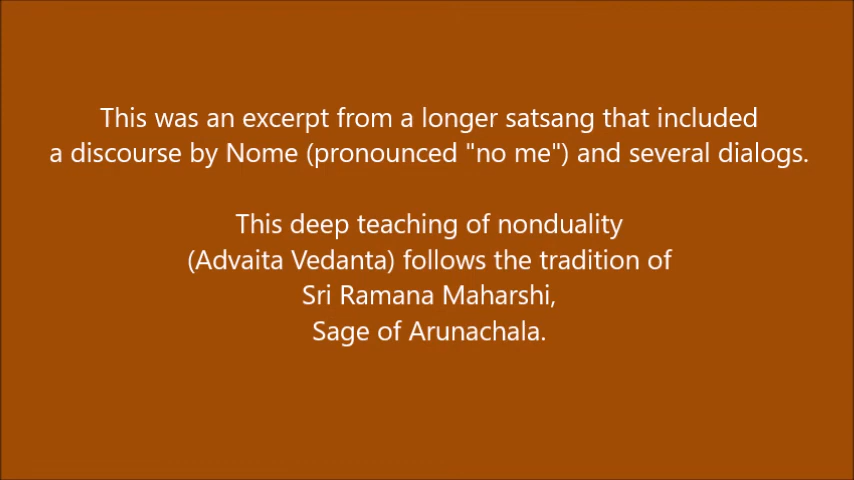 This was an excerpt from a longer satsang that included
a discourse by Nome (pronounced "no me") and several dialogs.
This deep teaching of nonduality
(Advaita Vedanta) follows the tradition of
Sri Ramana Maharshi,
Sage of Arunachala.